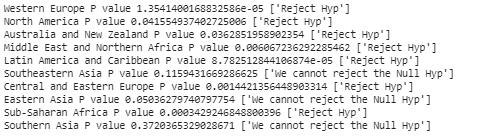 Western Europe P value 1.3541400168832586e-05 ['Reject Hyp']
North America P value 0.041554937402725006 ['Reject Hyp']
Australia and New Zealand P value 0.0362851958902354 ['Reject Hyp']
Middle East and Northern Africa P value 0.006067236292285462 ['Reject Hyp']
Latin America and Caribbean P value 8.782512844106874e-05 ['Reject Hyp']
Southeastern Asia P value 0.1159431669286625 ['We cannot reject the Null Hyp']
Central and Eastern Europe P value 0.0014421356448903314 ['Reject Hyp']
Eastern Asia P value 0.05036279740797754 ['We cannot reject the Null Hyp']
Sub-Saharan Africa P value 0.0003429246848800396 ['Reject Hyp']
Southern Asia P value 0.3720365329028671 ['We cannot reject the Null Hyp']